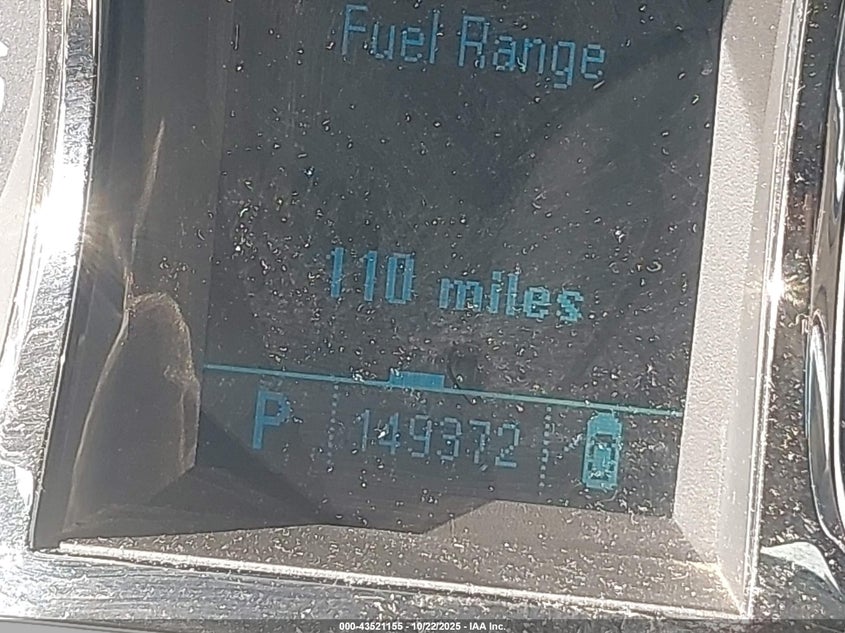 Fuel Range
110 miles
P 149372
000-43521155 - 10/22/2025 - IAA Inc.